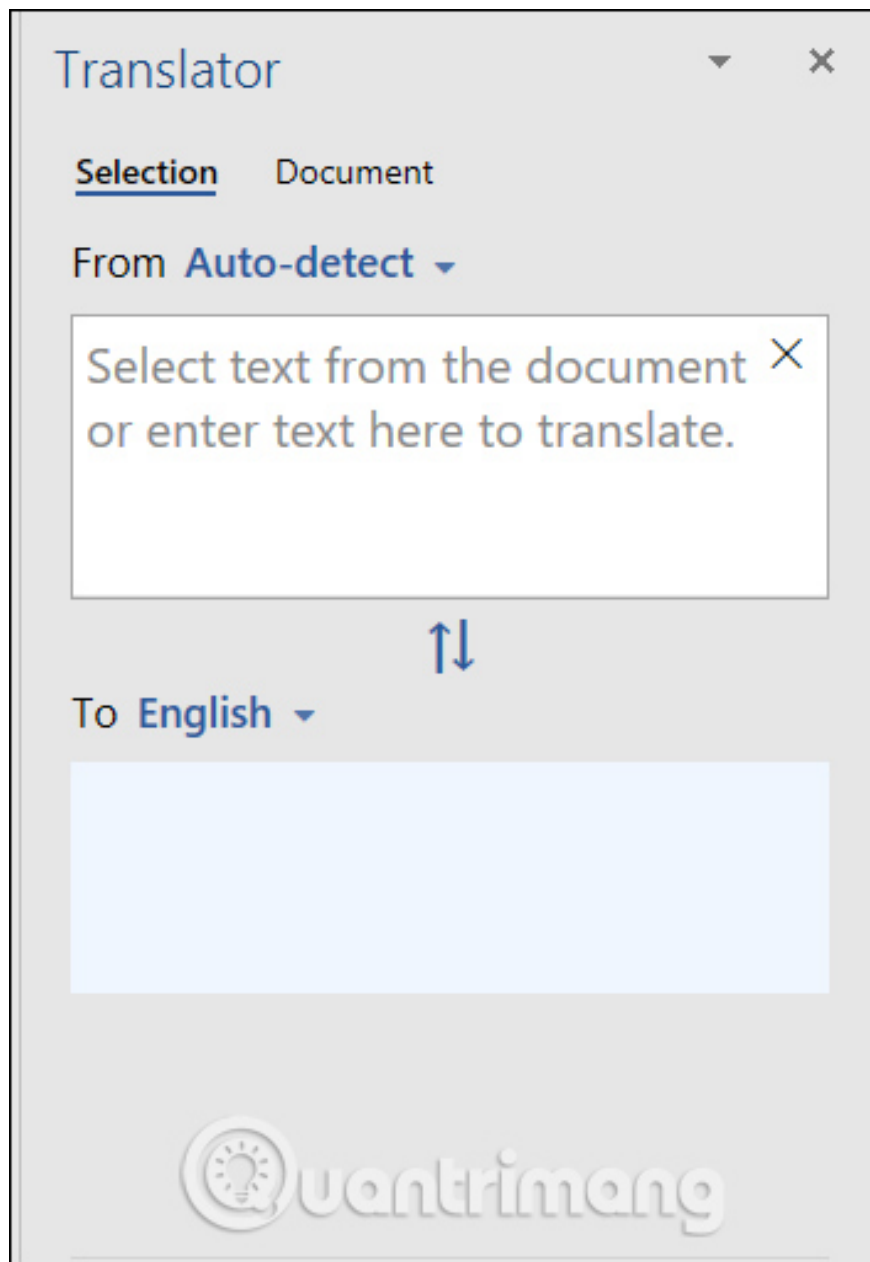 Translator
Selection Document
From Auto-detect
Select text from the document
or enter text here to translate.
To English
Quantrimang